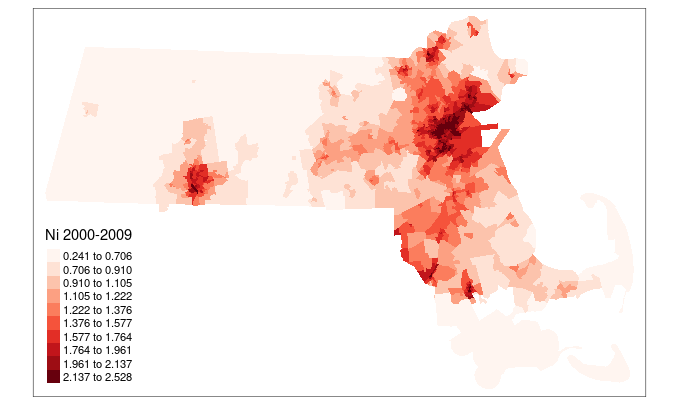 Ni 2000-2009
0.241 to 0.706
0.706 to 0.910
0.910 to 1.105
1.105 to 1.222
1.222 to 1.376
1.376 to 1.577
1.577 to 1.764
1.764 to 1.961
1.961 to 2.137
2.137 to 2.528